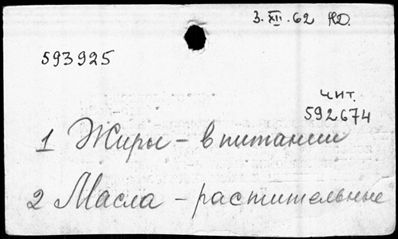 3. XII. 62
593925
чит.
592674
1 Жиры - в питании
2 Масла - растительные